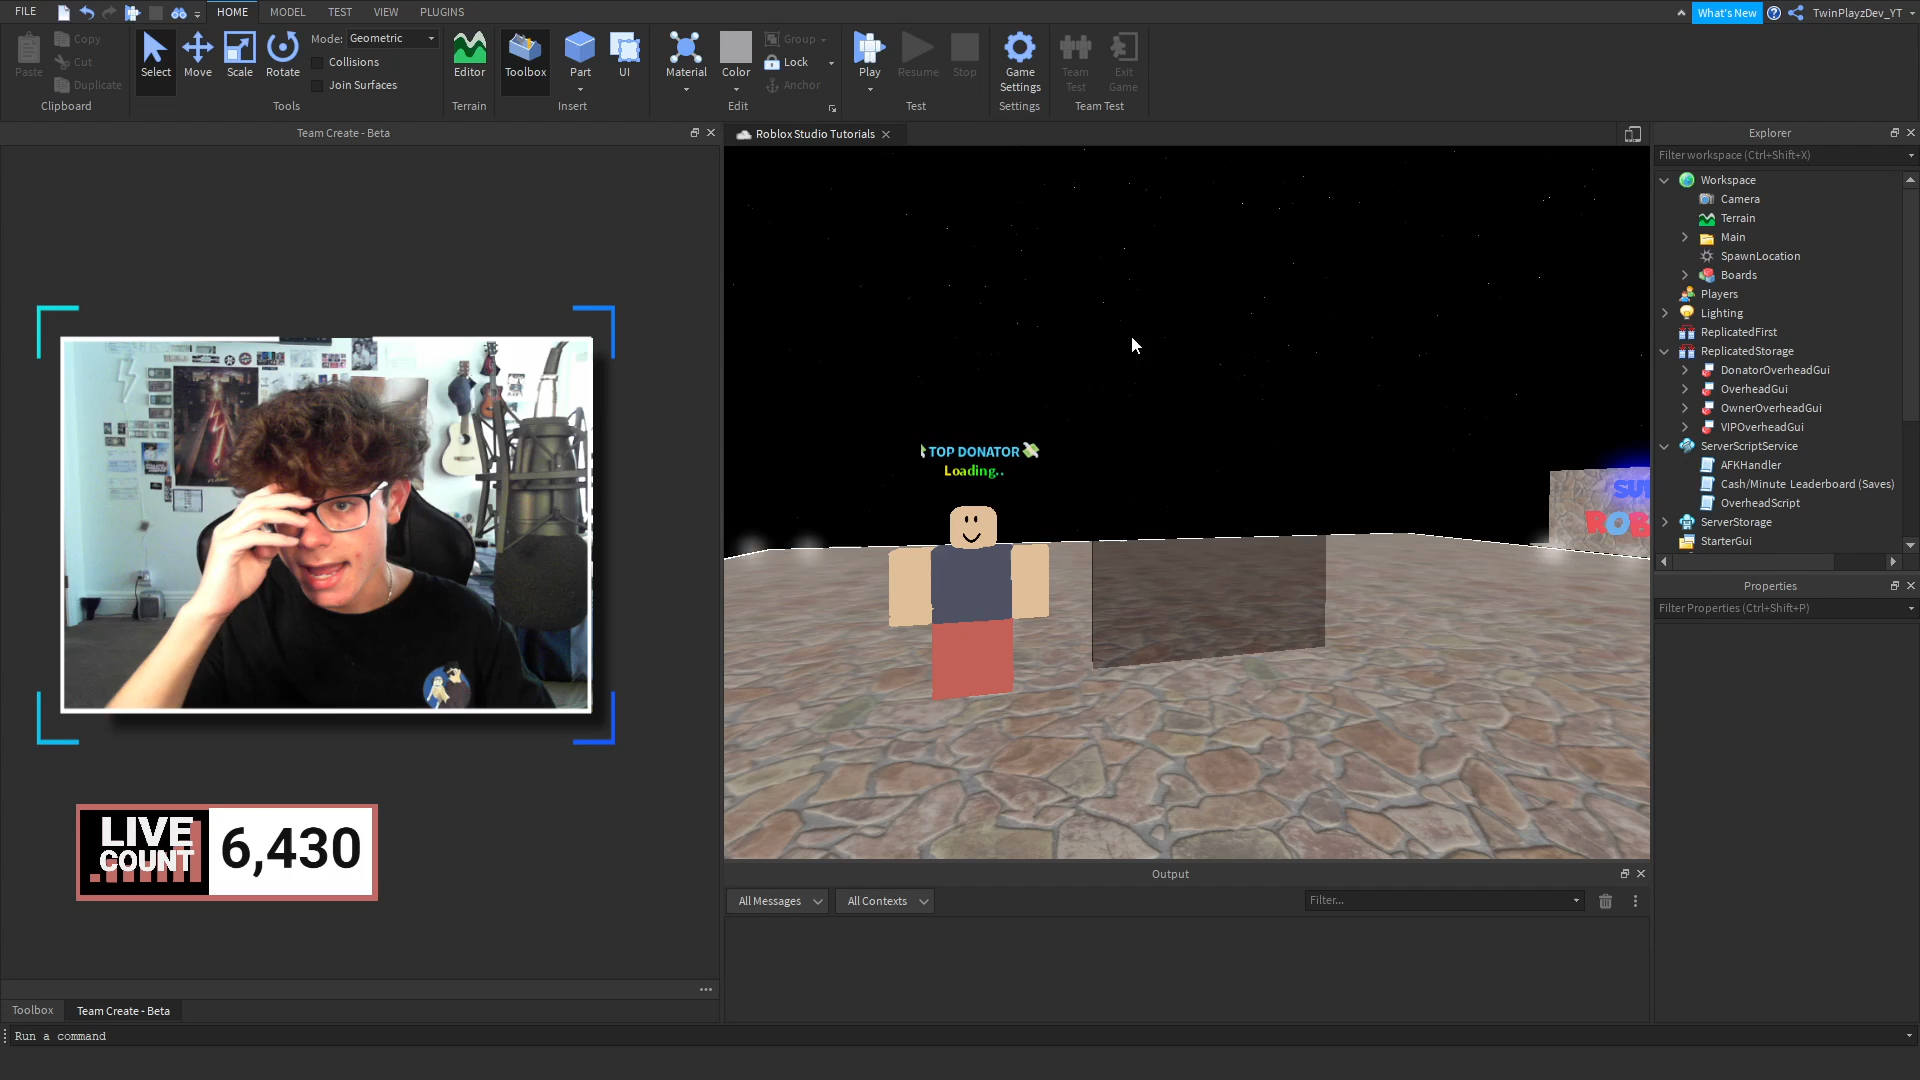 FILE
HOME
MODEL
TEST
VIEW
PLUGINS
What's New
TwinPlayzDev_YT
Paste
Copy
Cut
Duplicate
Clipboard
Select
Move
Scale
Rotate
Mode: Geometric
Collisions
Join Surfaces
Tools
Editor
Terrain
Toolbox
Part
UI
Insert
Material
Color
Group
Lock
Anchor
Edit
Play
Resume
Stop
Test
Game
Settings
Settings
Team
Test
Exit
Game
Team Test
Team Create - Beta
LIVE
COUNT
6,430
Toolbox
Team Create - Beta
Run a command
Roblox Studio Tutorials
TOP DONATOR
Loading..
Output
All Messages
All Contexts
Filter...
Explorer
Filter workspace (Ctrl+Shift+X)
Workspace
Camera
Terrain
Main
SpawnLocation
Boards
Players
Lighting
ReplicatedFirst
ReplicatedStorage
DonatorOverheadGui
OverheadGui
OwnerOverheadGui
VIPOverheadGui
ServerScriptService
AFKHandler
Cash/Minute Leaderboard (Saves)
OverheadScript
ServerStorage
StarterGui
Properties
Filter Properties (Ctrl+Shift+P)